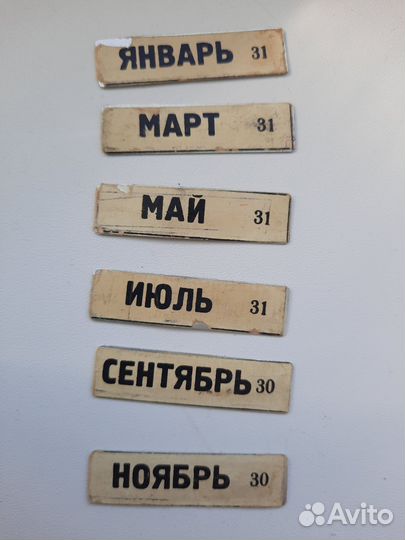 ЯНВАРЬ 31
МАРТ 31
МАЙ 31
ИЮЛЬ 31
СЕНТЯБРЬ 30
НОЯБРЬ 30
Avito